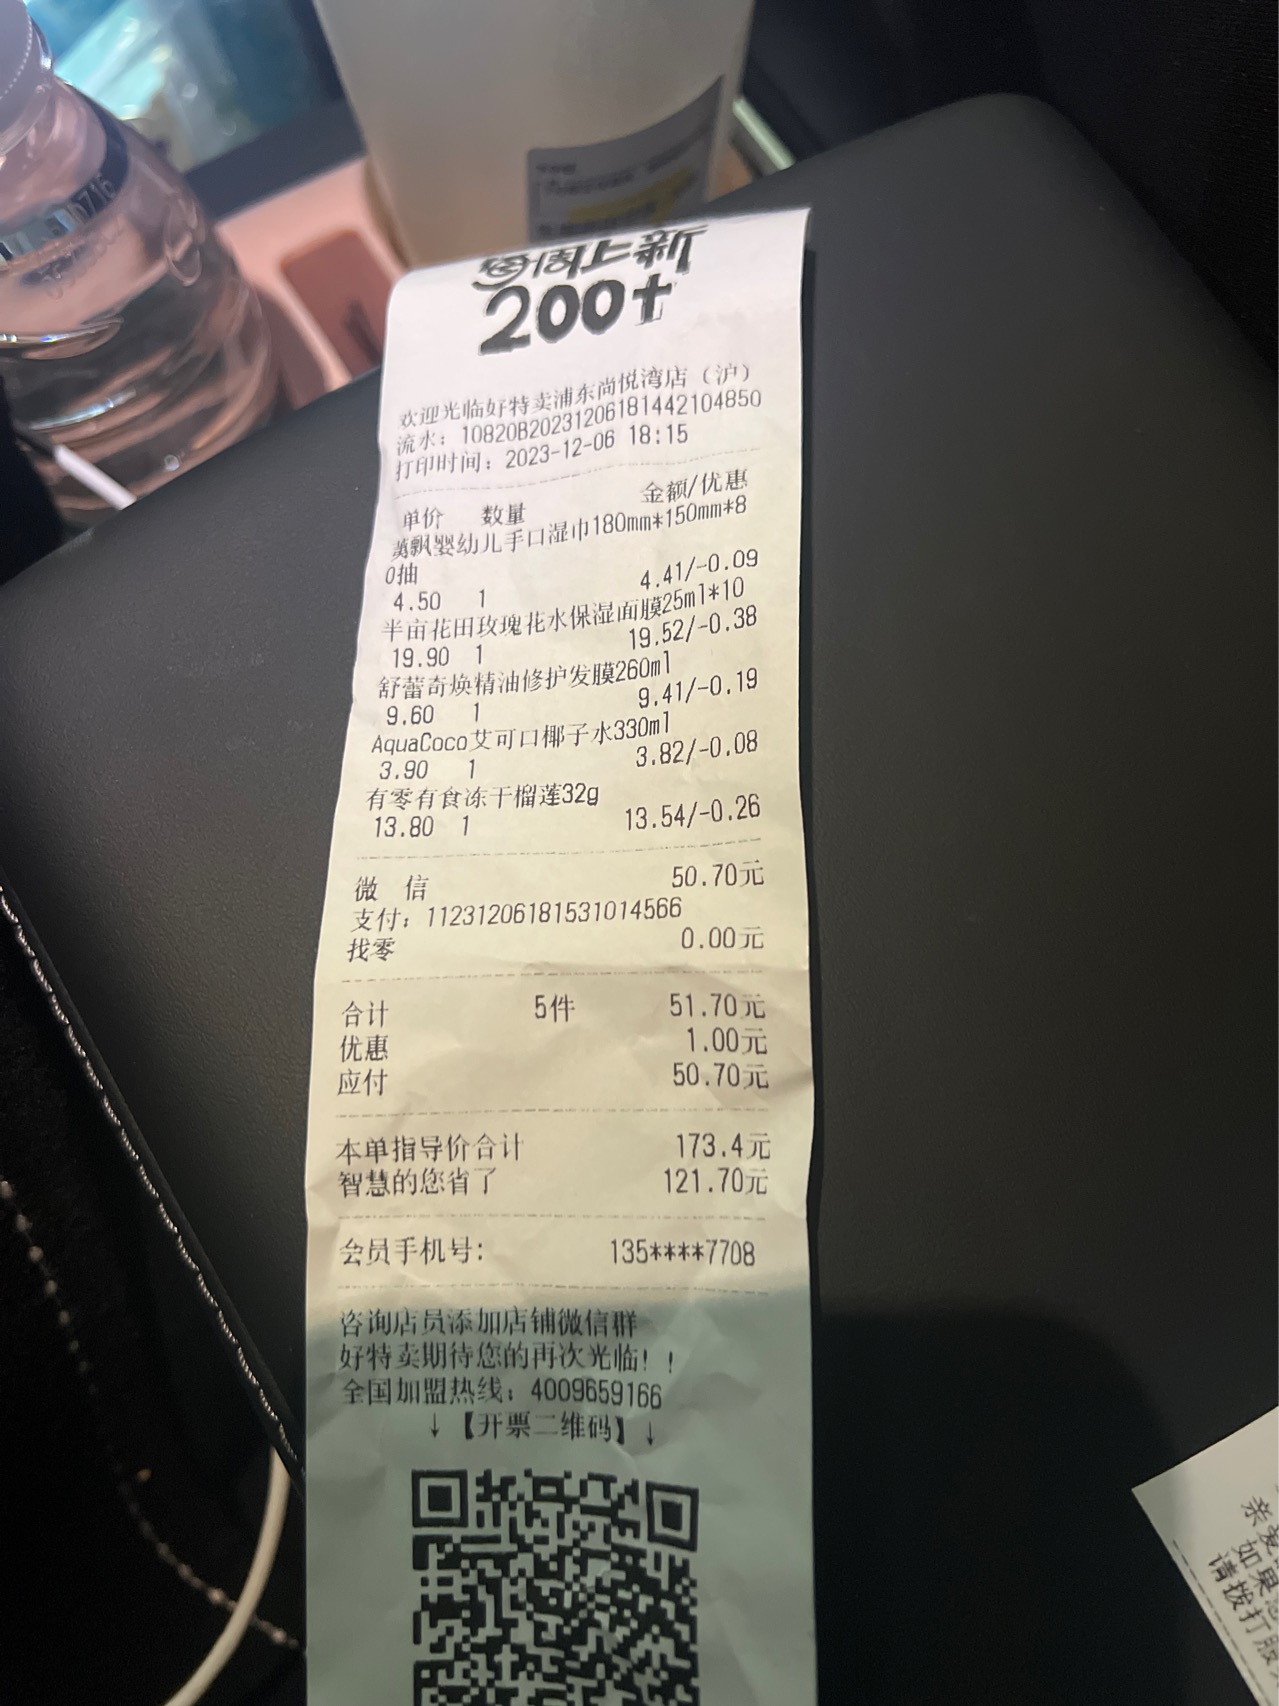 每周上新
200+
欢迎光临好特卖浦东尚悦湾店（沪）
流水：10820B20231206181442104850
打印时间：2023-12-06 18:15
单价 数量 金额/优惠
飘婴幼儿手口湿巾180mm*150mm*8
0抽
4.50 1 4.41/-0.09
半亩花田玫瑰花水保湿面膜25ml*10
19.90 1 19.52/-0.38
舒蕾奇焕精油修护发膜260ml
9.60 1 9.41/-0.19
AquaCoco艾可口椰子水330ml
3.90 1 3.82/-0.08
有零有食冻干榴莲32g
13.80 1 13.54/-0.26
微 信 50.70元
支付：112312061815310​14566
找零 0.00元
合计 5件 51.70元
优惠 1.00元
应付 50.70元
本单指导价合计 173.4元
智慧的您省了 121.70元
会员手机号： 135****7708
咨询店员添加店铺微信群
好特卖期待您的再次光临！！
全国加盟热线：4009659166
↓【开票二维码】↓
亲爱
如果
请拨打服